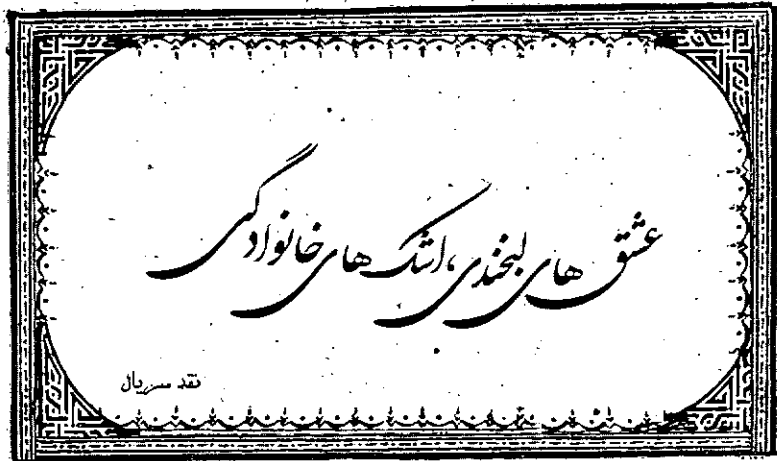 عشق های لبخندی، اشک های خانوادگی
نقد سریال